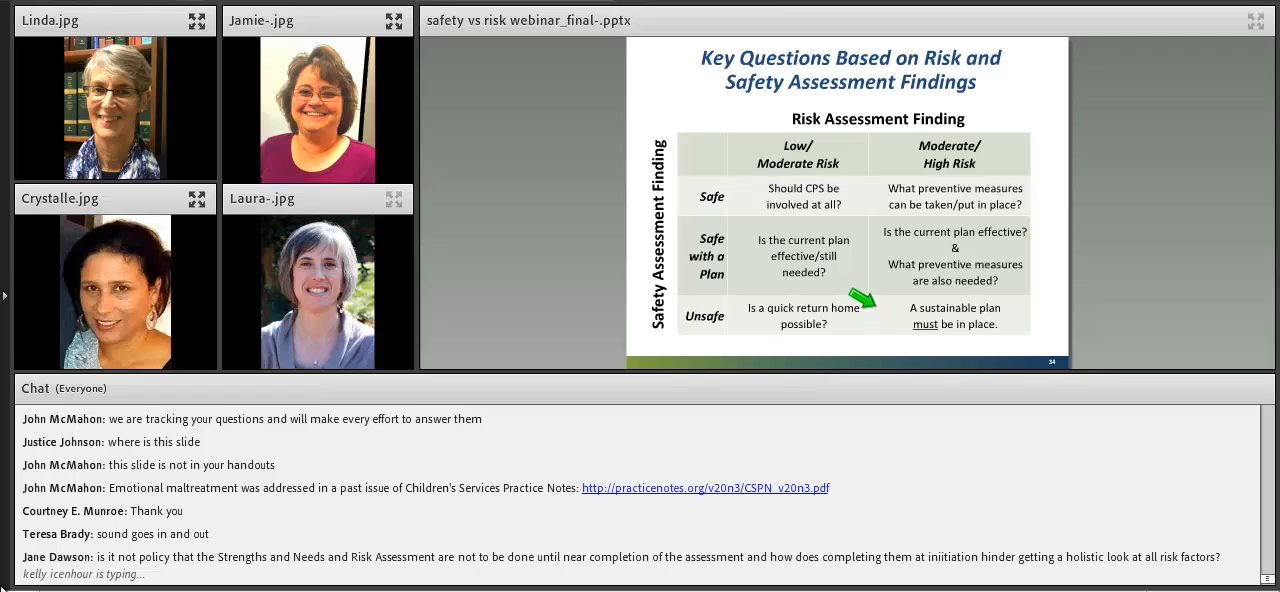 Linda.jpg
Jamie-.jpg
safety vs risk webinar_final-.pptx
Crystalle.jpg
Laura-.jpg
Key Questions Based on Risk and
Safety Assessment Findings
Risk Assessment Finding
Safety Assessment Finding
Low/
Moderate Risk
Moderate/
High Risk
Safe
Should CPS be
involved at all?
What preventive measures
can be taken/put in place?
Safe
with a
Plan
Is the current plan
effective/still
needed?
Is the current plan effective?
&
What preventive measures
are also needed?
Unsafe
Is a quick return home
possible?
A sustainable plan
must be in place.
34
Chat (Everyone)
John McMahon: we are tracking your questions and will make every effort to answer them
Justice Johnson: where is this slide
John McMahon: this slide is not in your handouts
John McMahon: Emotional maltreatment was addressed in a past issue of Children's Services Practice Notes: http://practicenotes.org/v20n3/CSPN_v20n3.pdf
Courtney E. Munroe: Thank you
Teresa Brady: sound goes in and out
Jane Dawson: is it not policy that the Strengths and Needs and Risk Assessment are not to be done until near completion of the assessment and how does completing them at iniitiation hinder getting a holistic look at all risk factors?
kelly icenhour is typing...